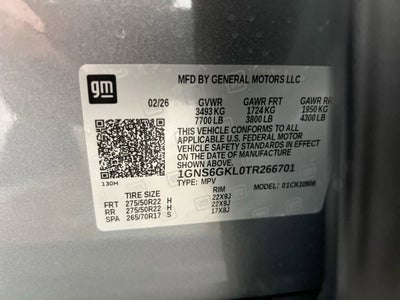 gm
MFD BY GENERAL MOTORS LLC
02/26 GVWR GAWR FRT GAWR RR
3493 KG 1724 KG 1950 KG
7700 LB 3800 LB 4300 LB
THIS VEHICLE CONFORMS TO ALL APPLICABLE
U.S. FEDERAL MOTOR VEHICLE
SAFETY STANDARDS IN EFFECT ON THE
DATE OF MANUFACTURE SHOWN ABOVE.
1GNS6GKL0TR266701
130H TYPE: MPV MODEL: 01CK10906
TIRE SIZE RIM
FRT 275/50R22 H 22X9J
RR 275/50R22 H 22X9J
SPA 265/70R17 S 17X8J